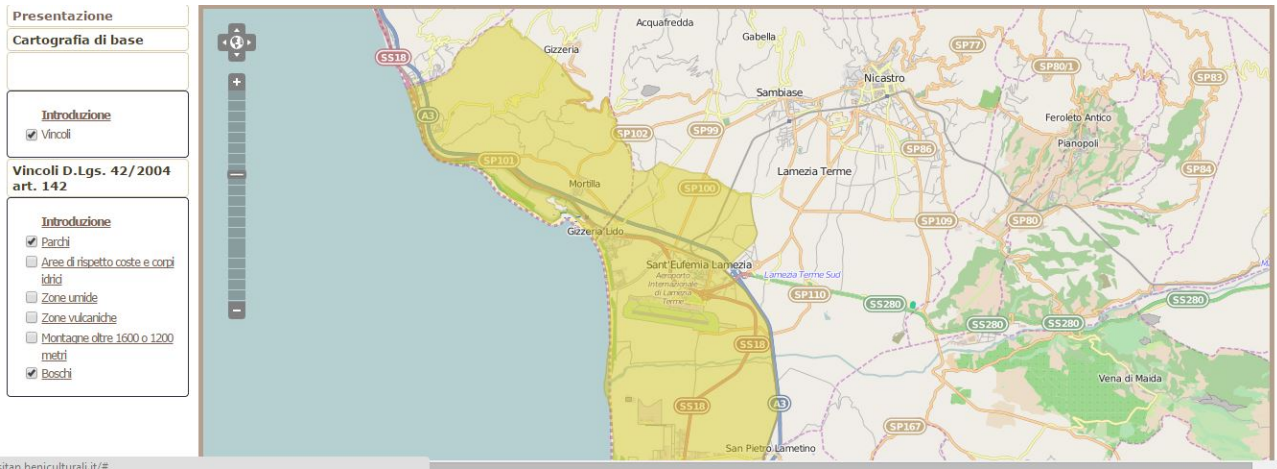 Presentazione
Cartografia di base
Introduzione
Vincoli
Vincoli D.Lgs. 42/2004
art. 142
Introduzione
Parchi
Aree di rispetto coste e corpi
idrici
Zone umide
Zone vulcaniche
Montagne oltre 1600 o 1200
metri
Boschi
Acquafredda
Gabella
Gizzeria
SS18
SP77
SP80/1
SP83
Nicastro
Sambiase
A3
SP102
SP99
Feroleto Antico
SP86
Pianopoli
SP101
Lamezia Terme
SP84
Mortilla
SP100
SP109
SP80
Gizzeria Lido
Sant'Eufemia Lamezia
Aeroporto
Internazionale
di Lamezia
Terme
Lamezia Terme Sud
SP110
SS280
SS280
SS280
SS280
SS18
Vena di Maida
SS18
A3
SP167
San Pietro Lametino
sitap.beniculturali.it/#